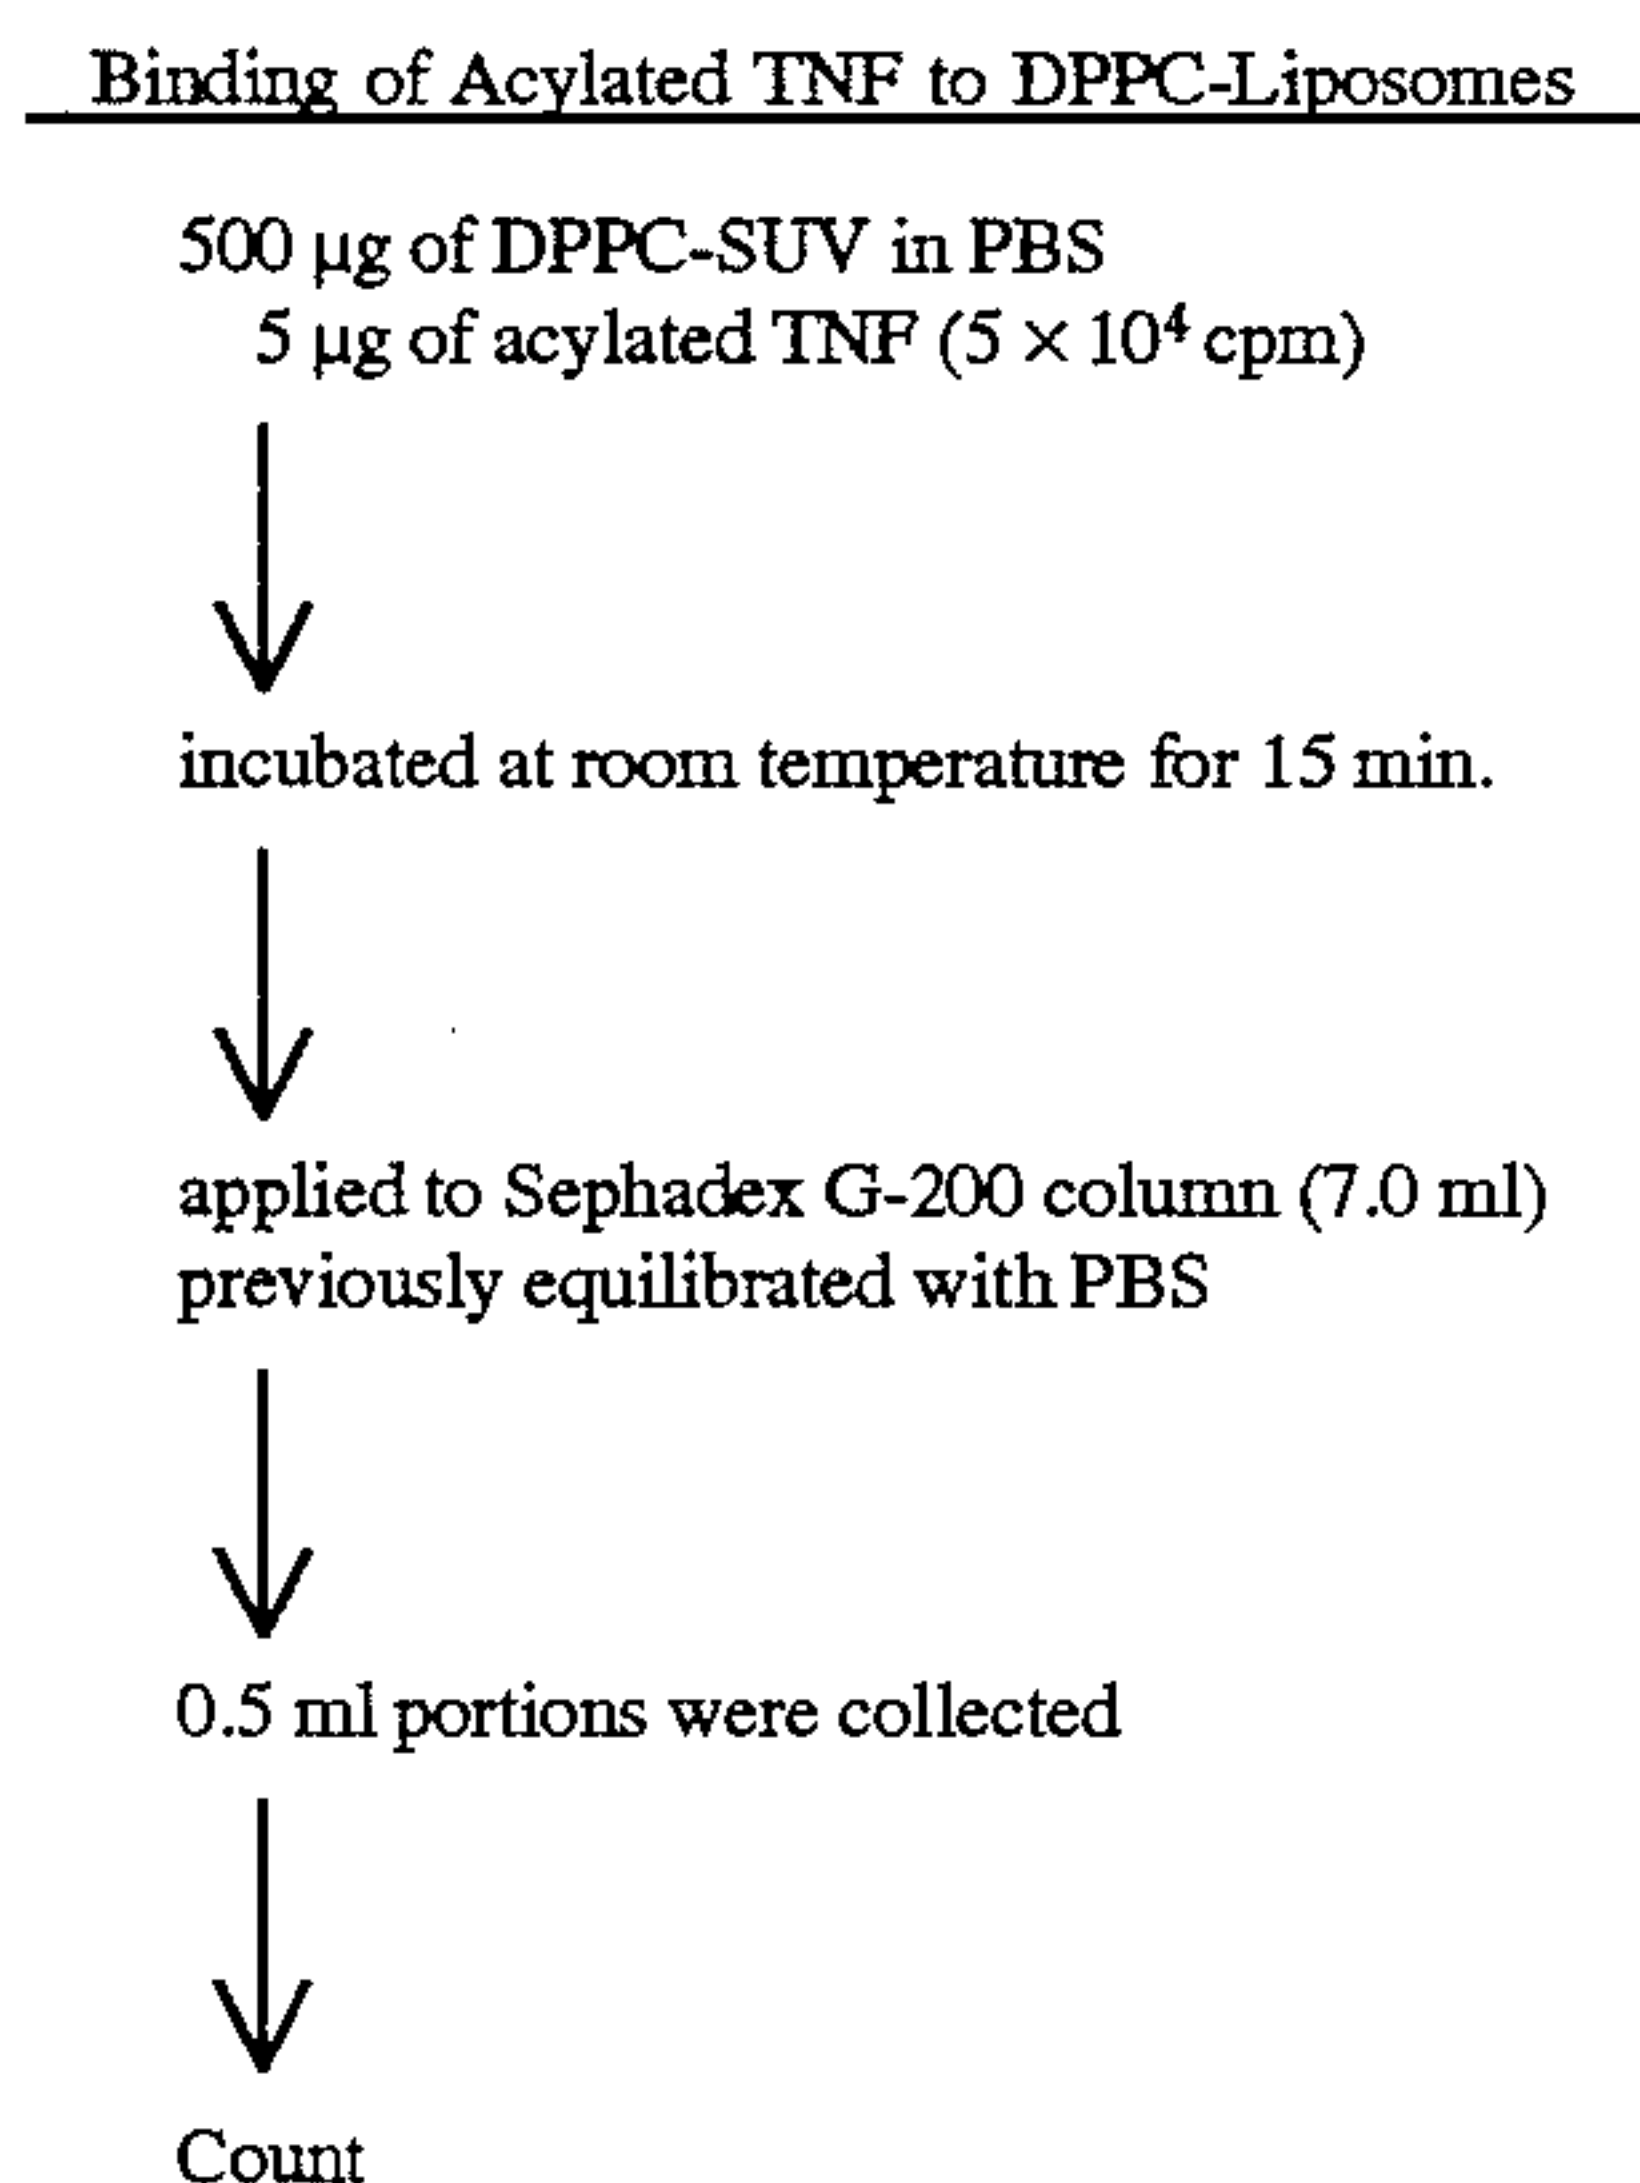 Binding of Acylated TNF to DPPC-Liposomes
500 µg of DPPC-SUV in PBS
5 µg of acylated TNF (5 × 10⁴ cpm)
incubated at room temperature for 15 min.
applied to Sephadex G-200 column (7.0 ml)
previously equilibrated with PBS
0.5 ml portions were collected
Count